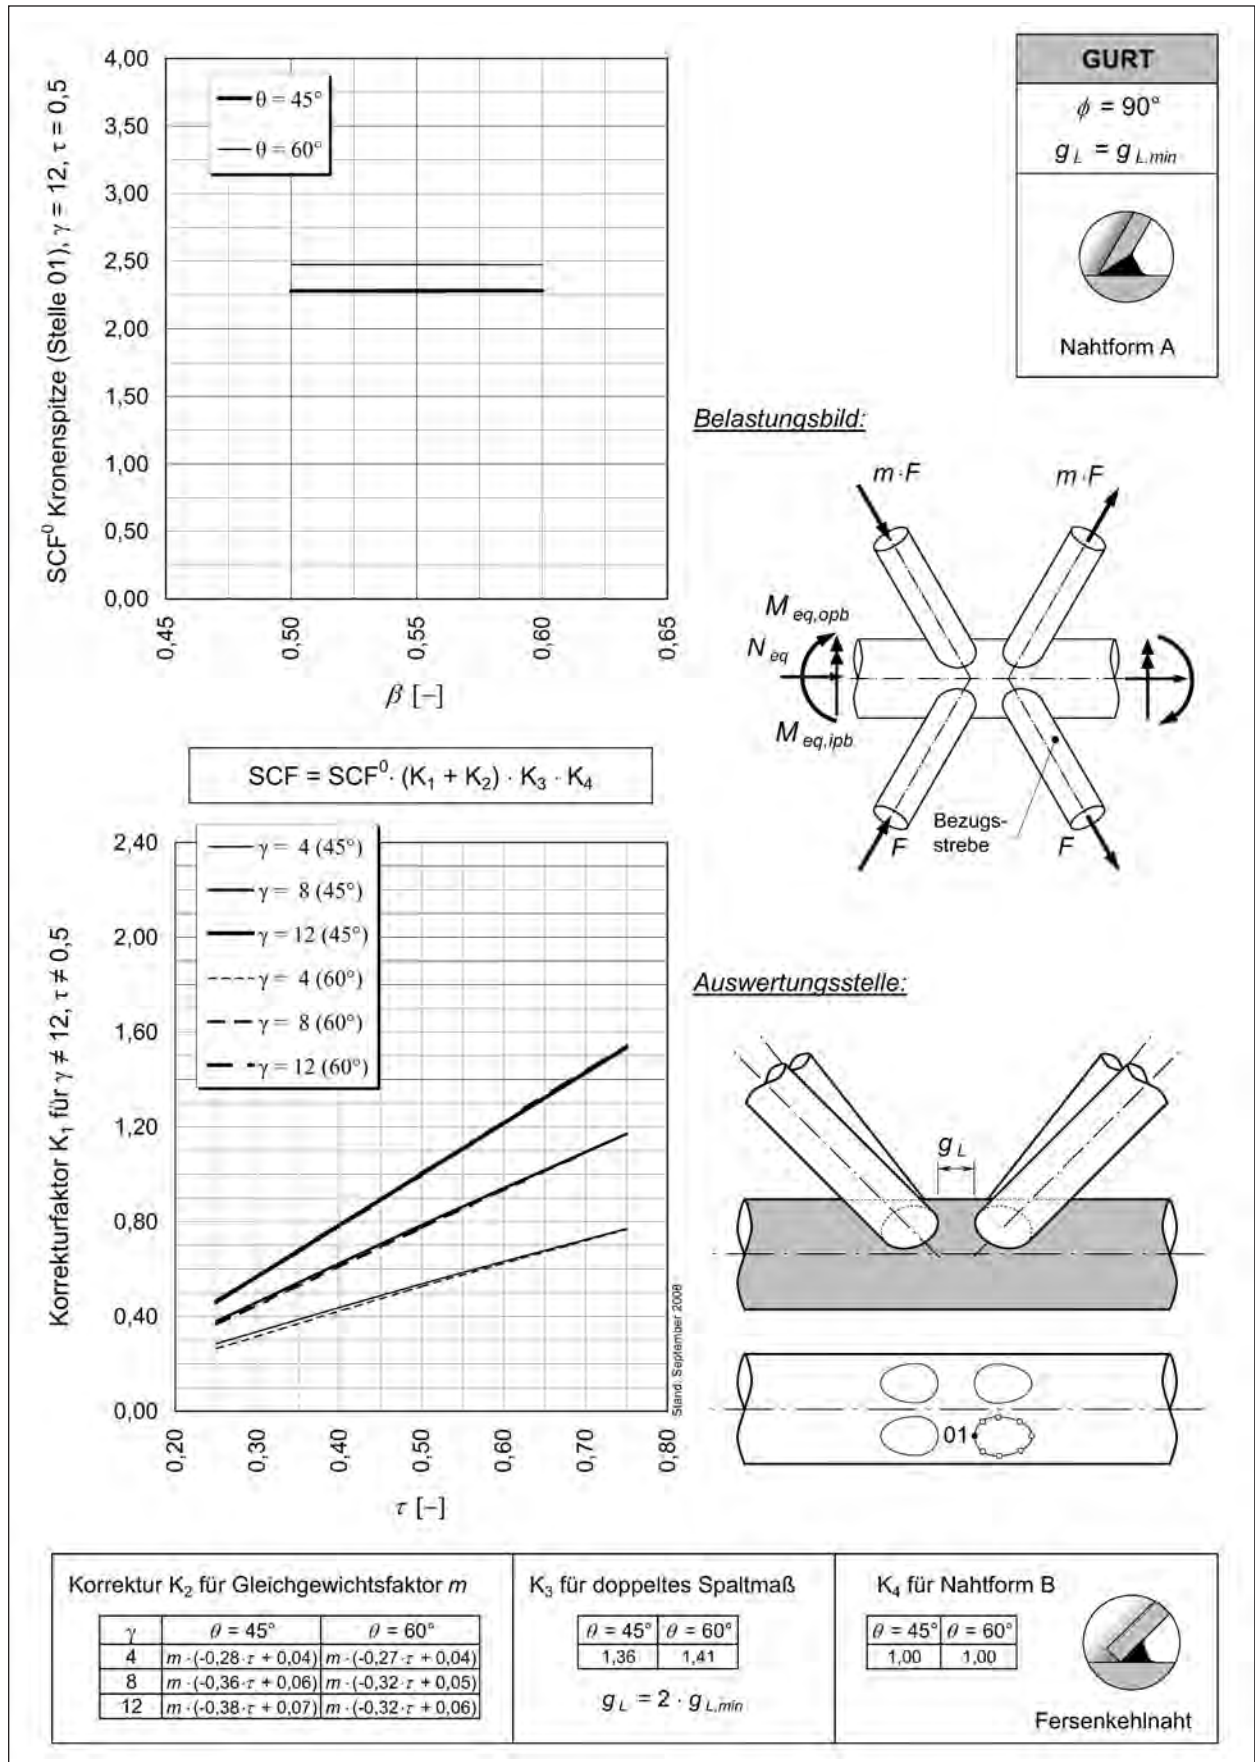 SCF⁰ Kronenspitze (Stelle 01), γ = 12, τ = 0,5
4,00
3,50
3,00
2,50
2,00
1,50
1,00
0,50
0,00
θ = 45°
θ = 60°
0,45
0,50
0,55
0,60
0,65
β [–]
GURT
ϕ = 90°
g L = g L,min
Nahtform A
Belastungsbild:
m·F
m·F
M eq,opb
N eq
M eq,ipb
Bezugs-
strebe
F
F
SCF = SCF⁰· (K₁ + K₂) · K₃ · K₄
Korrekturfaktor K₁ für γ ≠ 12, τ ≠ 0,5
2,40
2,00
1,60
1,20
0,80
0,40
0,00
γ = 4 (45°)
γ = 8 (45°)
γ = 12 (45°)
γ = 4 (60°)
γ = 8 (60°)
γ = 12 (60°)
0,20
0,30
0,40
0,50
0,60
0,70
0,80
τ [–]
Stand: September 2008
Auswertungsstelle:
g L
01
Korrektur K₂ für Gleichgewichtsfaktor m
γ θ = 45° θ = 60°
4 m·(-0,28·τ + 0,04) m·(-0,27·τ + 0,04)
8 m·(-0,36·τ + 0,06) m·(-0,32·τ + 0,05)
12 m·(-0,38·τ + 0,07) m·(-0,32·τ + 0,06)
K₃ für doppeltes Spaltmaß
θ = 45° θ = 60°
1,36 1,41
g L = 2 · g L,min
K₄ für Nahtform B
θ = 45° θ = 60°
1,00 1,00
Fersenkehlnaht